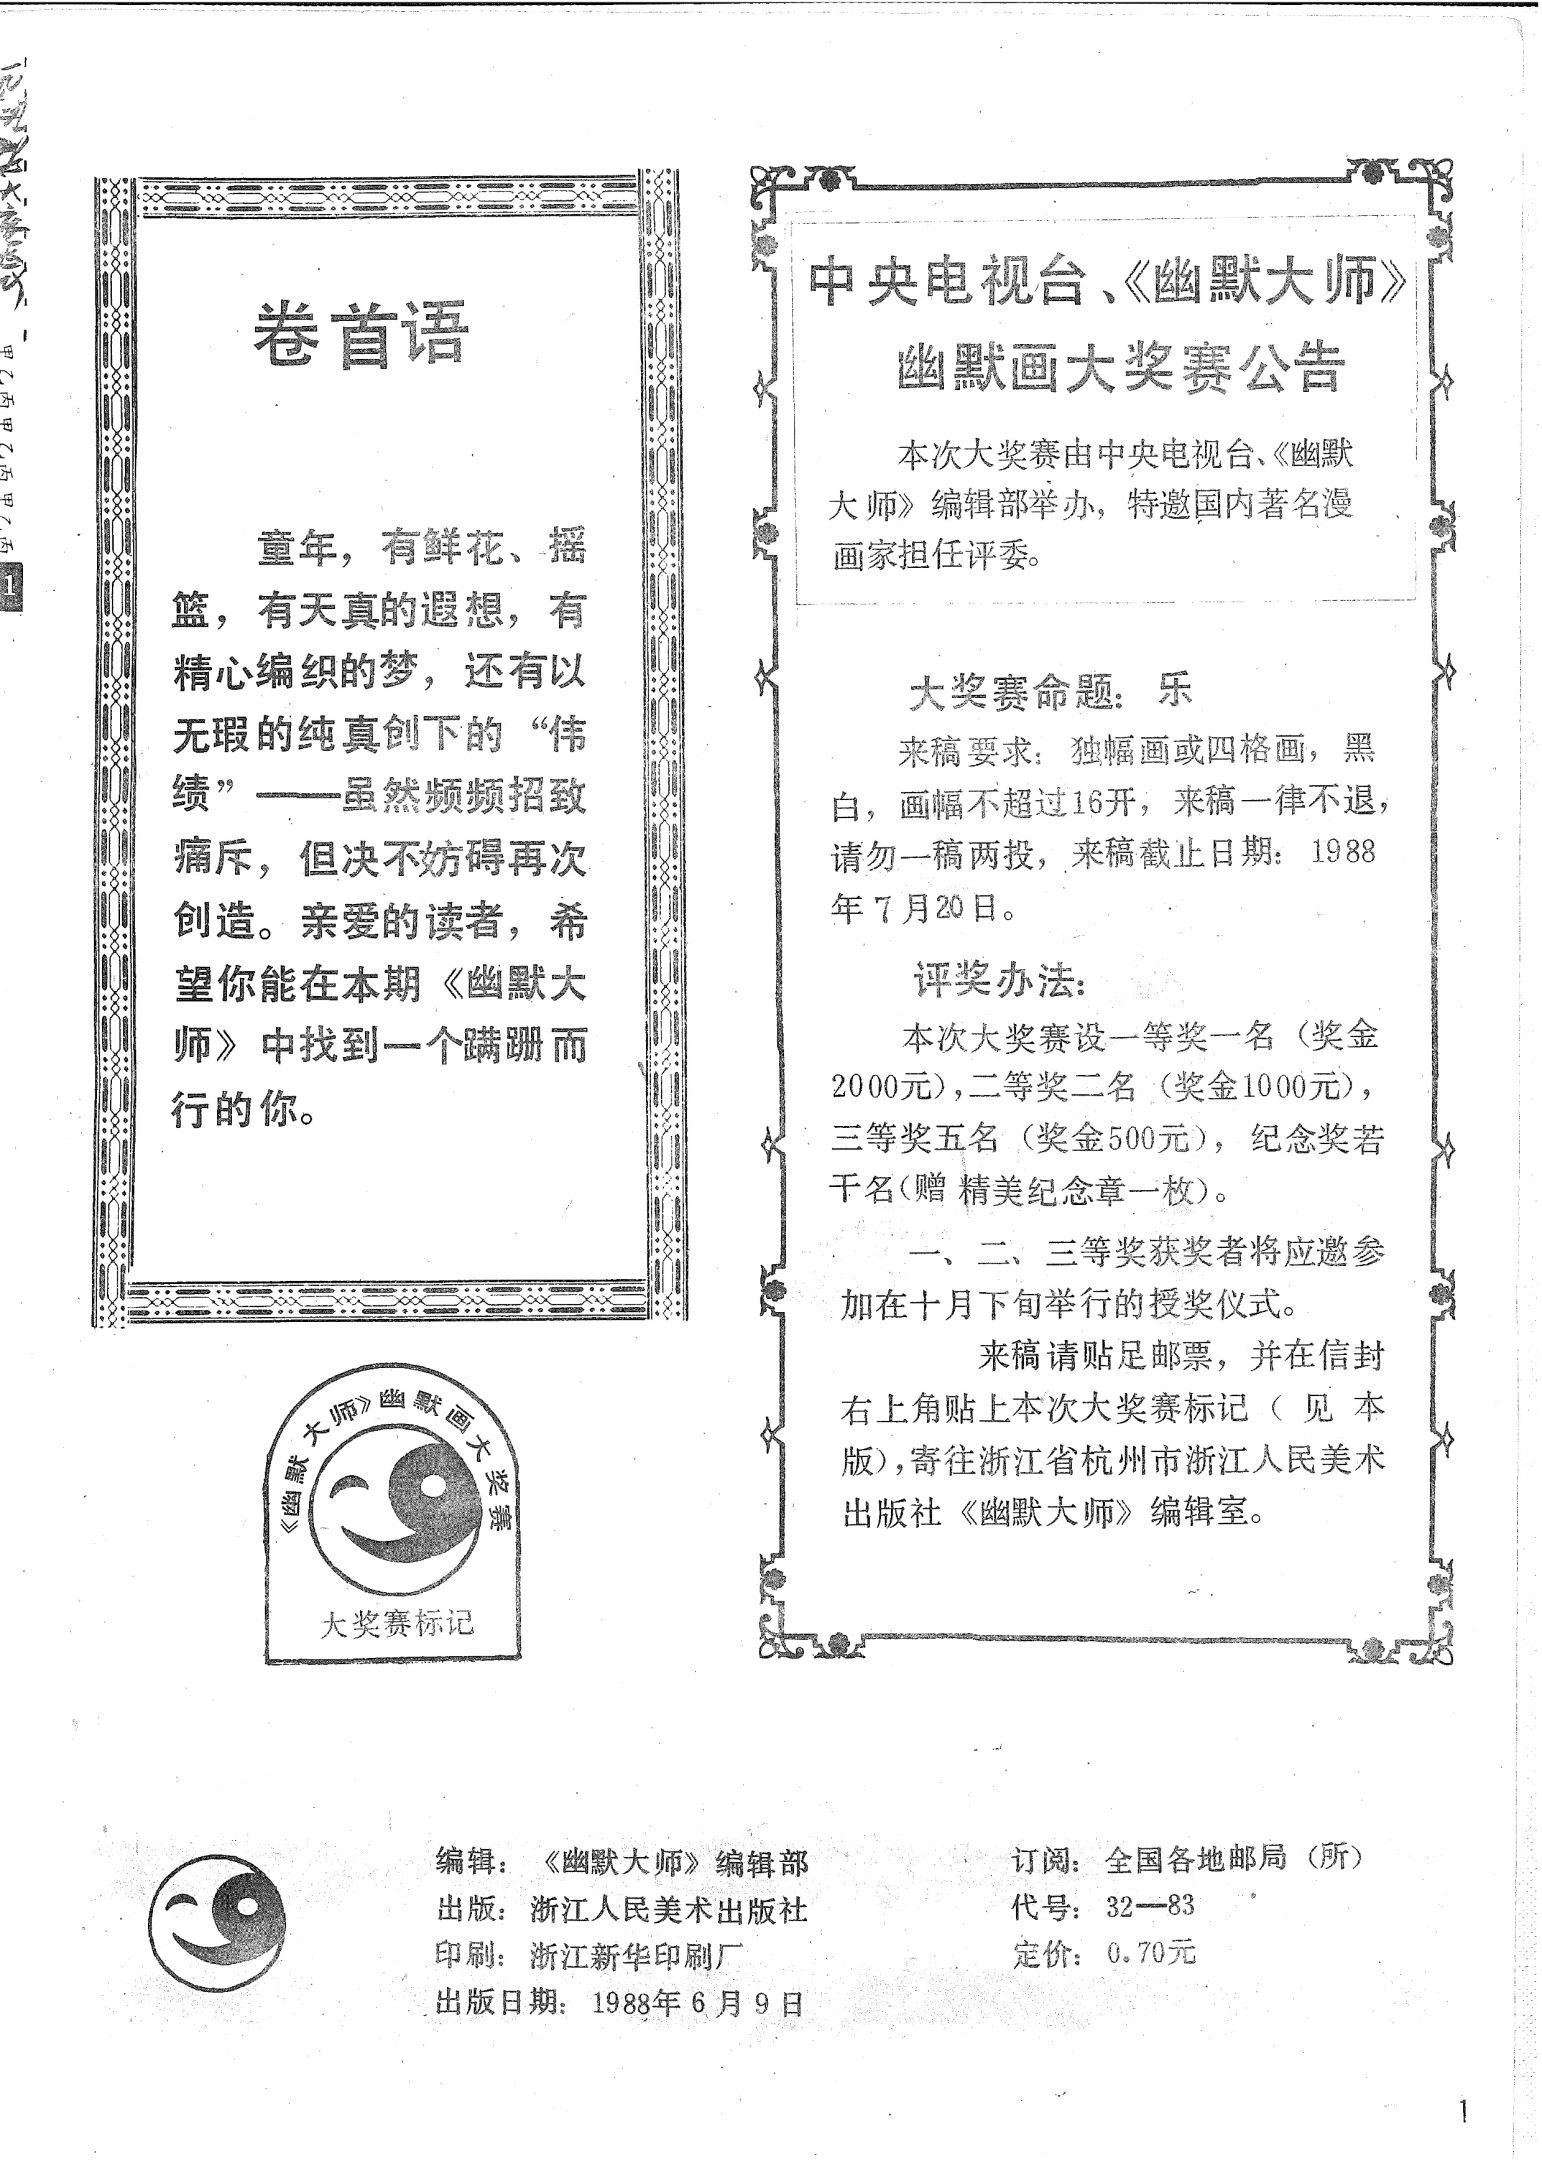 卷首语
童年，有鲜花、摇
篮，有天真的遐想，有
精心编织的梦，还有以
无瑕的纯真创下的“伟
绩”——虽然频频招致
痛斥，但决不妨碍再次
创造。亲爱的读者，希
望你能在本期《幽默大
师》中找到一个蹒跚而
行的你。
《幽默大师》幽默画大奖赛
大奖赛标记
中央电视台、《幽默大师》
幽默画大奖赛公告
本次大奖赛由中央电视台、《幽默
大师》编辑部举办，特邀国内著名漫
画家担任评委。
大奖赛命题：乐
来稿要求：独幅画或四格画，黑
白，画幅不超过16开，来稿一律不退，
请勿一稿两投，来稿截止日期：1988
年7月20日。
评奖办法：
本次大奖赛设一等奖一名（奖金
2000元），二等奖二名（奖金1000元），
三等奖五名（奖金500元），纪念奖若
干名（赠精美纪念章一枚）。
一、二、三等奖获奖者将应邀参
加在十月下旬举行的授奖仪式。
来稿请贴足邮票，并在信封
右上角贴上本次大奖赛标记（见本
版），寄往浙江省杭州市浙江人民美术
出版社《幽默大师》编辑室。
编辑：《幽默大师》编辑部
出版：浙江人民美术出版社
印刷：浙江新华印刷厂
出版日期：1988年6月9日
订阅：全国各地邮局（所）
代号：32—83
定价：0.70元
甲乙丙甲乙丙甲乙丙
1
1